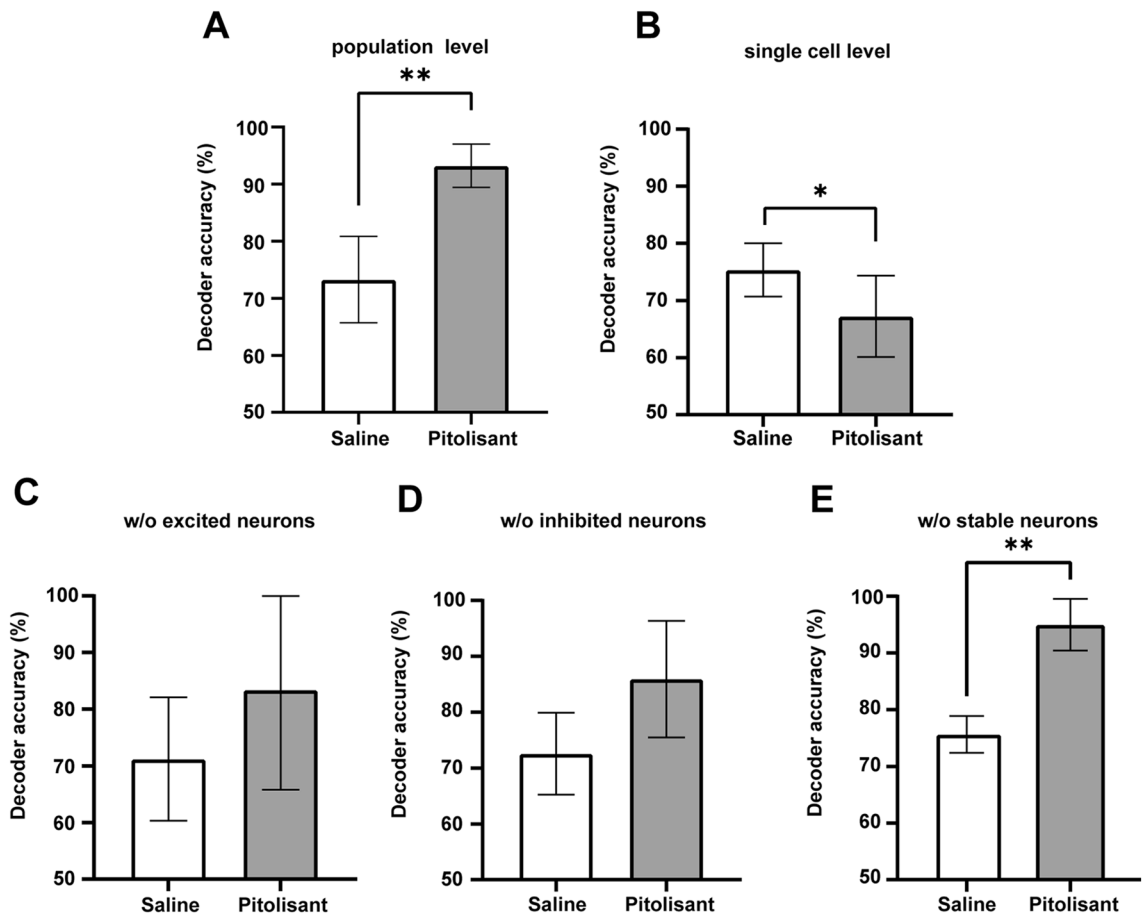 A
population level
**
Decoder accuracy (%)
100
90
80
70
60
50
Saline Pitolisant
B
single cell level
*
Decoder accuracy (%)
100
90
80
70
60
50
Saline Pitolisant
C
w/o excited neurons
Decoder accuracy (%)
100
90
80
70
60
50
Saline Pitolisant
D
w/o inhibited neurons
Decoder accuracy (%)
100
90
80
70
60
50
Saline Pitolisant
E
w/o stable neurons
**
Decoder accuracy (%)
100
90
80
70
60
50
Saline Pitolisant